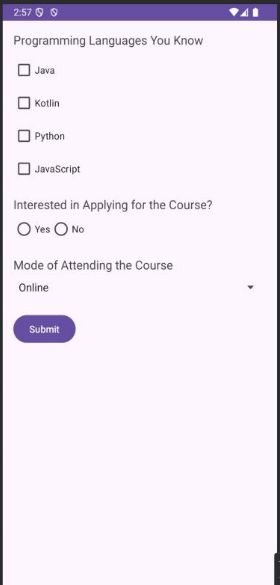 2:57
Programming Languages You Know
Java
Kotlin
Python
JavaScript
Interested in Applying for the Course?
Yes No
Mode of Attending the Course
Online
Submit